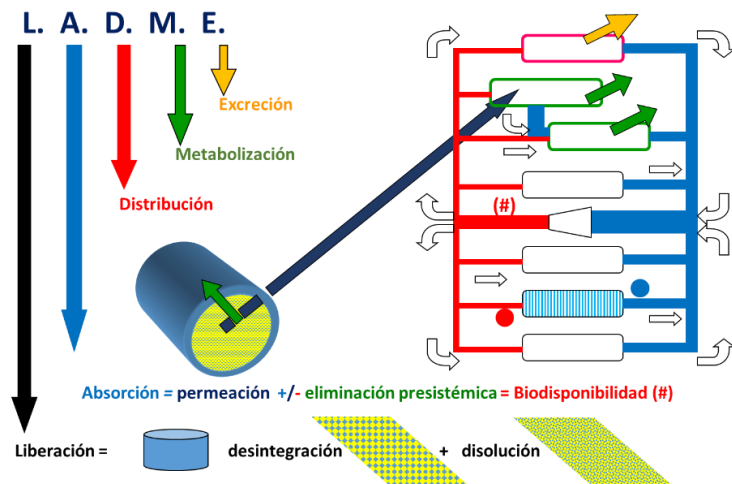 L. A. D. M. E.
Excreción
Metabolización
Distribución
(#)
Absorción = permeación +/- eliminación presistémica = Biodisponibilidad (#)
Liberación = desintegración + disolución